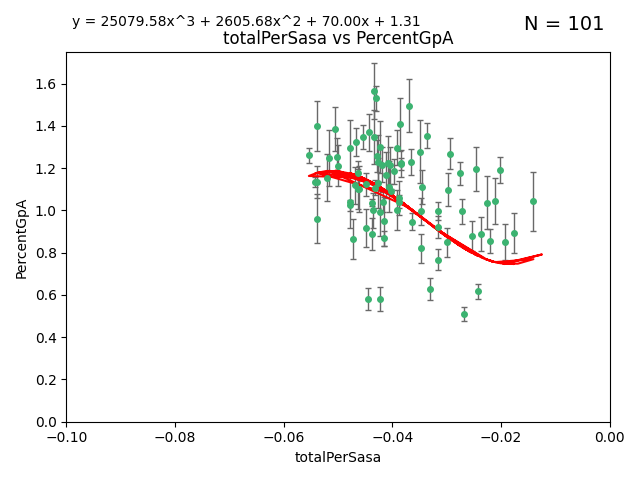 y = 25079.58x^3 + 2605.68x^2 + 70.00x + 1.31
N = 101
totalPerSasa vs PercentGpA
PercentGpA
1.6
1.4
1.2
1.0
0.8
0.6
0.4
0.2
0.0
−0.10 −0.08 −0.06 −0.04 −0.02 0.00
totalPerSasa